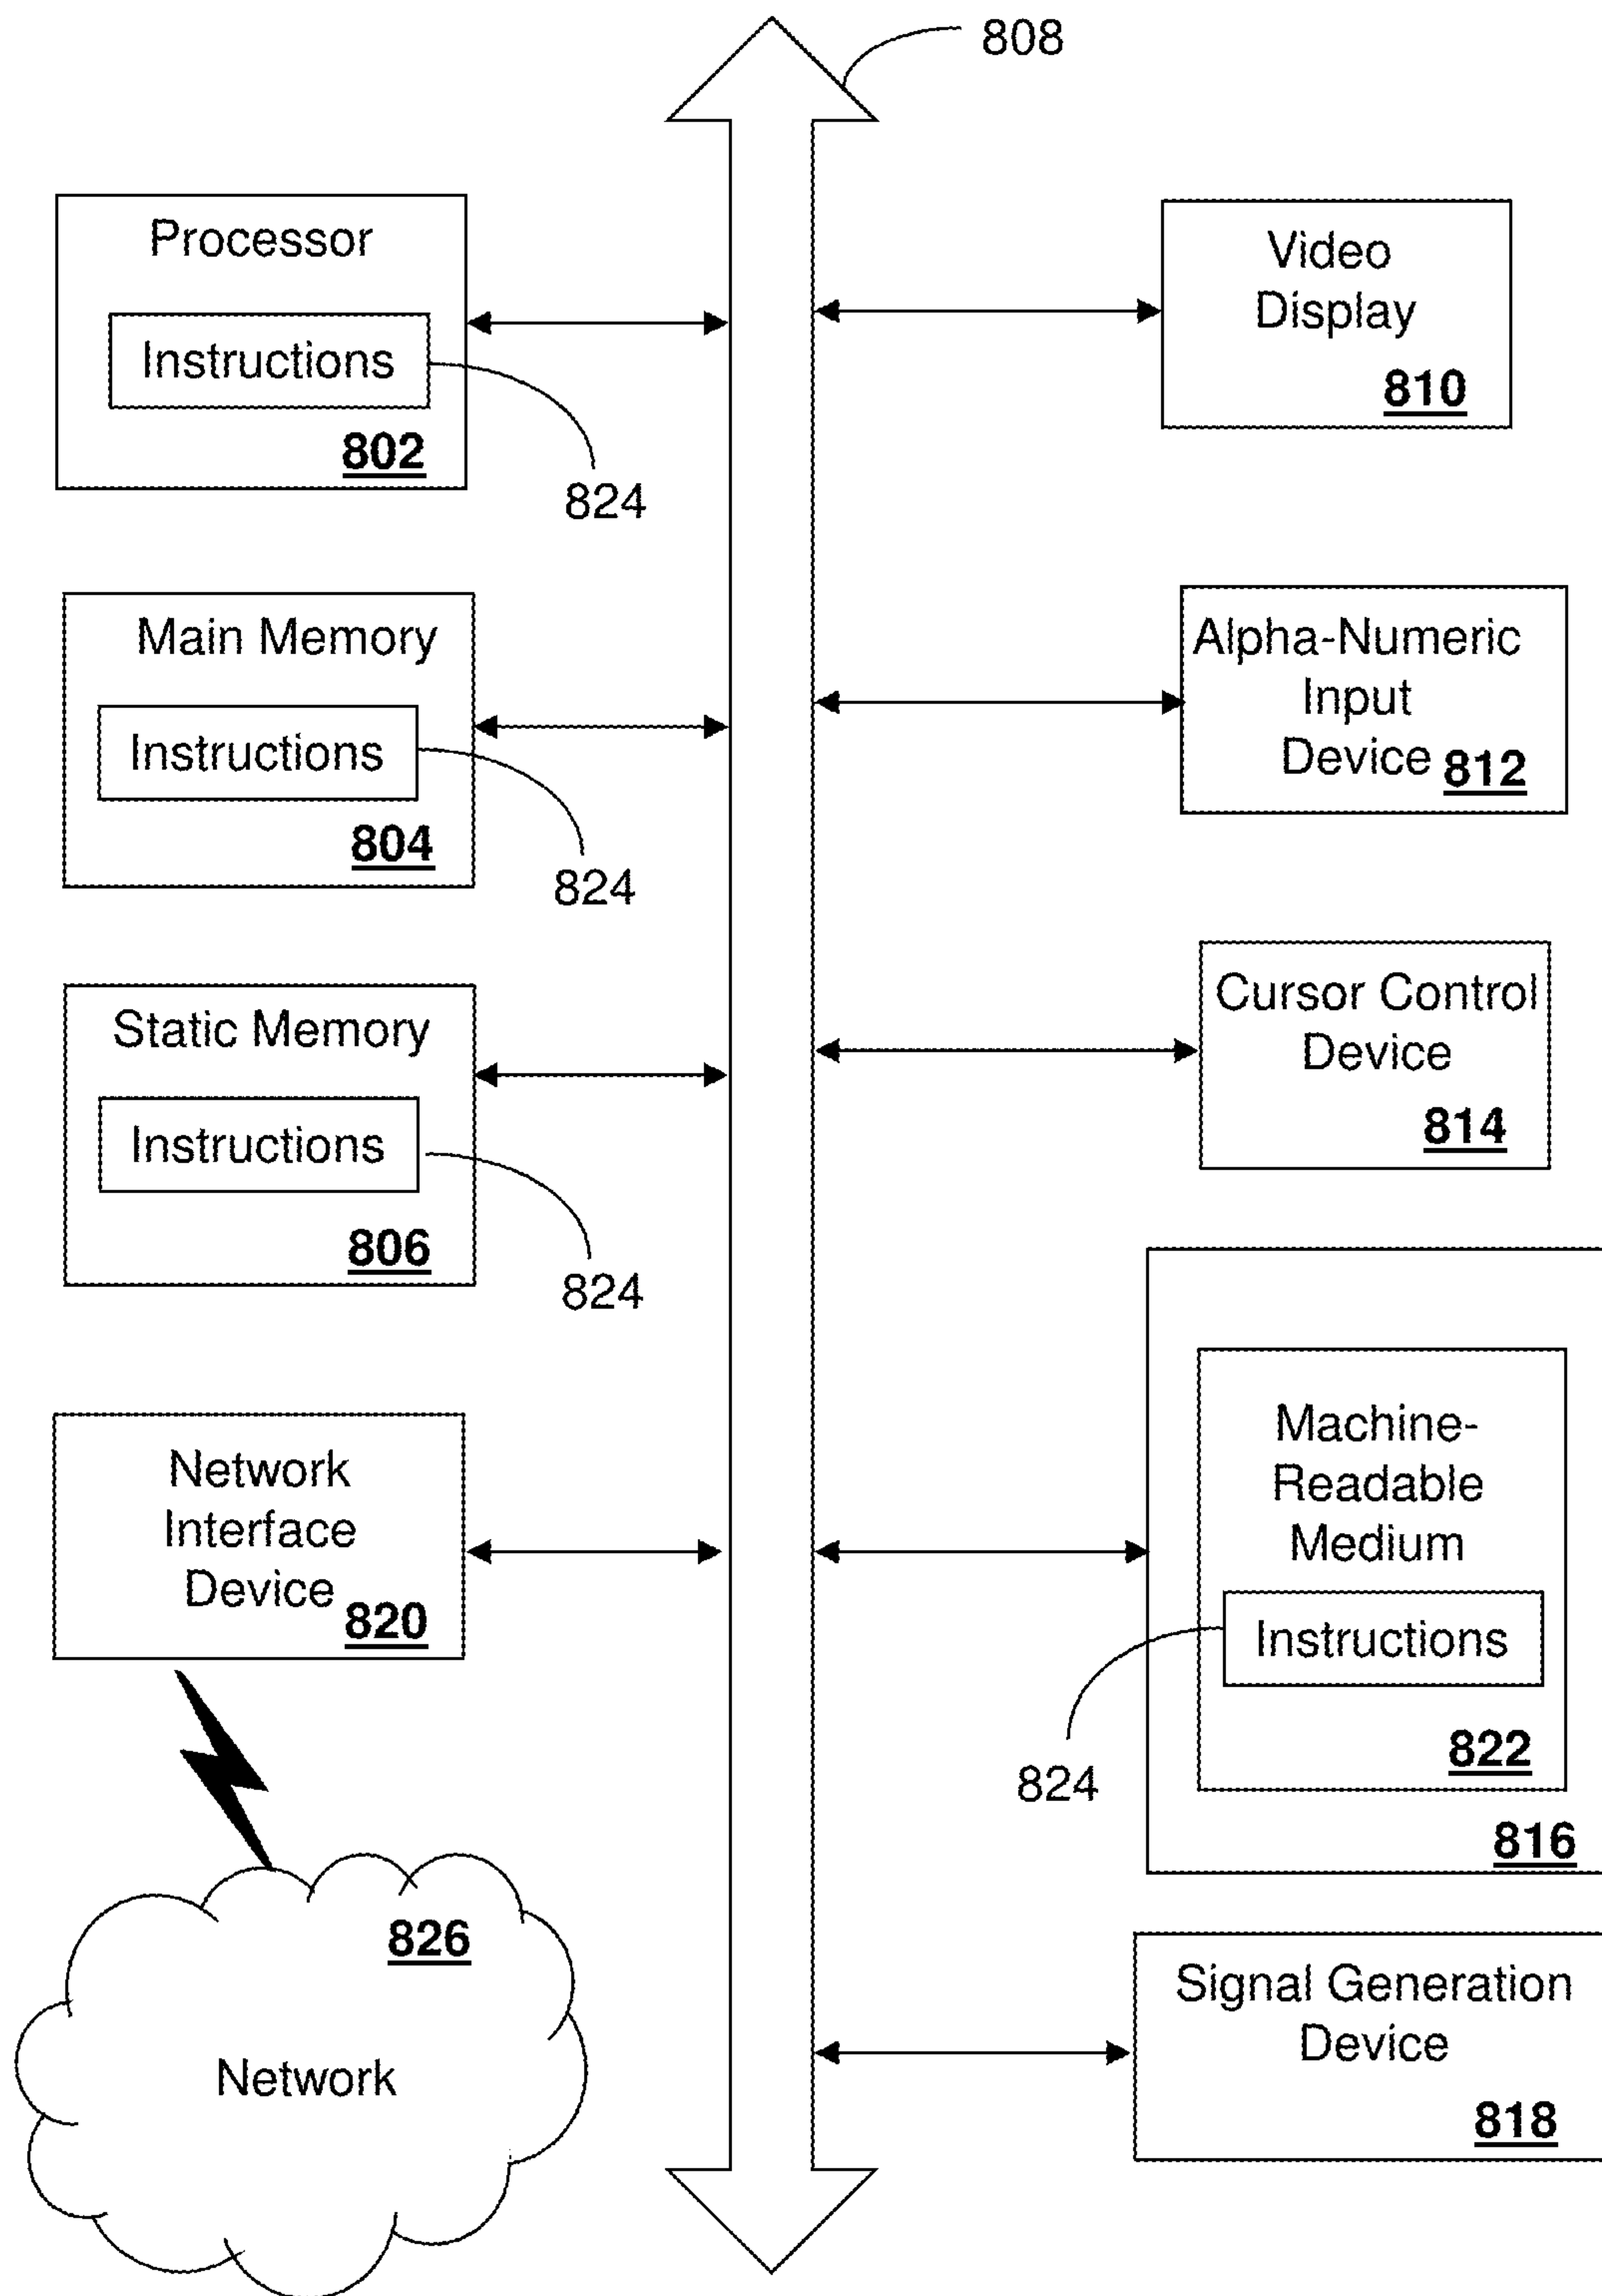 808
Processor
Instructions
802
824
Main Memory
Instructions
804
824
Static Memory
Instructions
806
824
Network
Interface
Device
820
826
Network
Video
Display
810
Alpha-Numeric
Input
Device
812
Cursor Control
Device
814
Machine-
Readable
Medium
Instructions
822
824
816
Signal Generation
Device
818